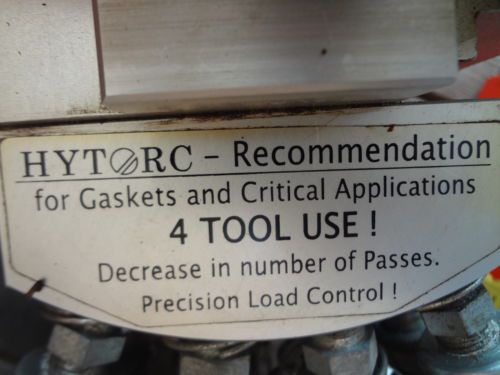 HYTORC – Recommendation
for Gaskets and Critical Applications
4 TOOL USE !
Decrease in number of Passes.
Precision Load Control !